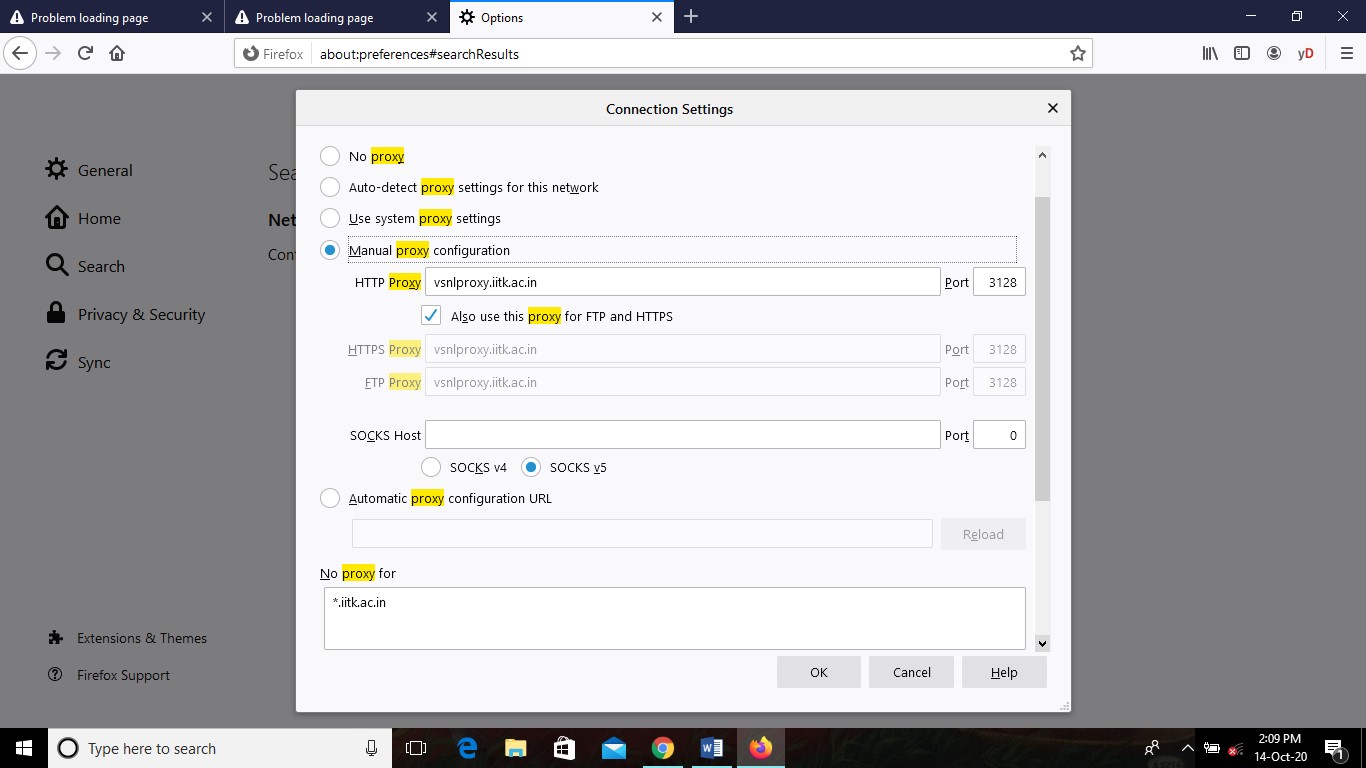 Problem loading page
Problem loading page
Options
Firefox
about:preferences#searchResults
yD
Connection Settings
No proxy
Auto-detect proxy settings for this network
Use system proxy settings
Manual proxy configuration
HTTP Proxy vsnlproxy.iitk.ac.in Port 3128
Also use this proxy for FTP and HTTPS
HTTPS Proxy vsnlproxy.iitk.ac.in Port 3128
FTP Proxy vsnlproxy.iitk.ac.in Port 3128
SOCKS Host Port 0
SOCKS v4 SOCKS v5
Automatic proxy configuration URL
Reload
No proxy for
*.iitk.ac.in
OK Cancel Help
General
Home
Search
Privacy & Security
Sync
Extensions & Themes
Firefox Support
Sea
Net
Con
Type here to search
2:09 PM
14-Oct-20
1